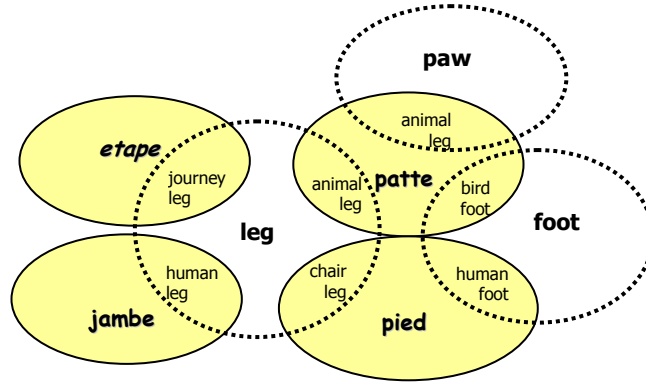 paw
animal
leg
etape
journey
leg
animal
leg
patte
bird
foot
leg
foot
human
leg
chair
leg
human
foot
jambe
pied